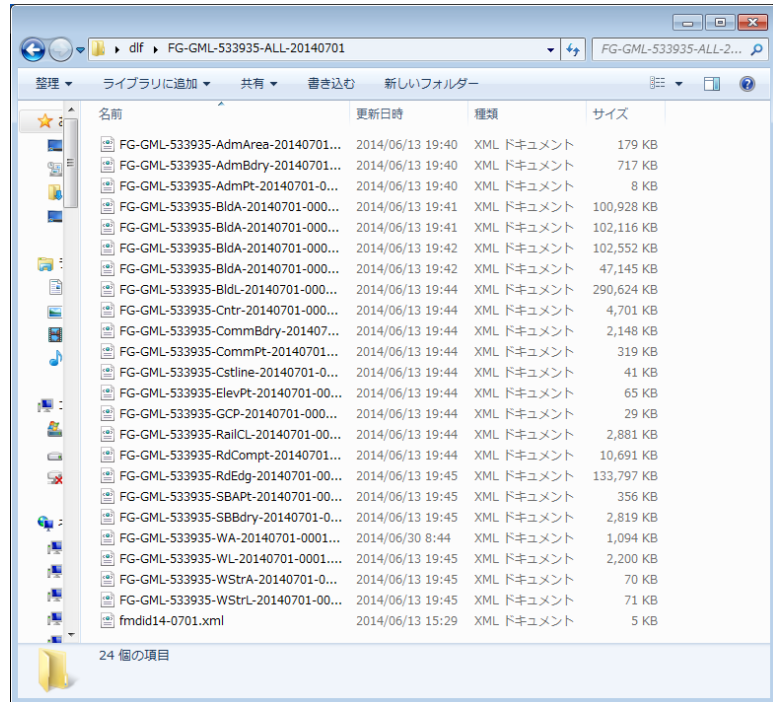 dlf FG-GML-533935-ALL-20140701 FG-GML-533935-ALL-2...
整理 ライブラリに追加 共有 書き込む 新しいフォルダー
名前 更新日時 種類 サイズ
FG-GML-533935-AdmArea-20140701... 2014/06/13 19:40 XML ドキュメント 179 KB
FG-GML-533935-AdmBdry-20140701... 2014/06/13 19:40 XML ドキュメント 717 KB
FG-GML-533935-AdmPt-20140701-0... 2014/06/13 19:40 XML ドキュメント 8 KB
FG-GML-533935-BldA-20140701-000... 2014/06/13 19:41 XML ドキュメント 100,928 KB
FG-GML-533935-BldA-20140701-000... 2014/06/13 19:41 XML ドキュメント 102,116 KB
FG-GML-533935-BldA-20140701-000... 2014/06/13 19:42 XML ドキュメント 102,552 KB
FG-GML-533935-BldA-20140701-000... 2014/06/13 19:42 XML ドキュメント 47,145 KB
FG-GML-533935-BldL-20140701-000... 2014/06/13 19:44 XML ドキュメント 290,624 KB
FG-GML-533935-Cntr-20140701-000... 2014/06/13 19:44 XML ドキュメント 4,701 KB
FG-GML-533935-CommBdry-201407... 2014/06/13 19:44 XML ドキュメント 2,148 KB
FG-GML-533935-CommPt-20140701... 2014/06/13 19:44 XML ドキュメント 319 KB
FG-GML-533935-Cstline-20140701-0... 2014/06/13 19:44 XML ドキュメント 41 KB
FG-GML-533935-ElevPt-20140701-00... 2014/06/13 19:44 XML ドキュメント 65 KB
FG-GML-533935-GCP-20140701-000... 2014/06/13 19:44 XML ドキュメント 29 KB
FG-GML-533935-RailCL-20140701-00... 2014/06/13 19:44 XML ドキュメント 2,881 KB
FG-GML-533935-RdCompt-20140701... 2014/06/13 19:44 XML ドキュメント 10,691 KB
FG-GML-533935-RdEdg-20140701-00... 2014/06/13 19:45 XML ドキュメント 133,797 KB
FG-GML-533935-SBAPt-20140701-00... 2014/06/13 19:45 XML ドキュメント 356 KB
FG-GML-533935-SBBdry-20140701-0... 2014/06/13 19:45 XML ドキュメント 2,819 KB
FG-GML-533935-WA-20140701-0001... 2014/06/30 8:44 XML ドキュメント 1,094 KB
FG-GML-533935-WL-20140701-0001.... 2014/06/13 19:45 XML ドキュメント 2,200 KB
FG-GML-533935-WStrA-20140701-0... 2014/06/13 19:45 XML ドキュメント 70 KB
FG-GML-533935-WStrL-20140701-00... 2014/06/13 19:45 XML ドキュメント 71 KB
fmdid14-0701.xml 2014/06/13 15:29 XML ドキュメント 5 KB
24 個の項目